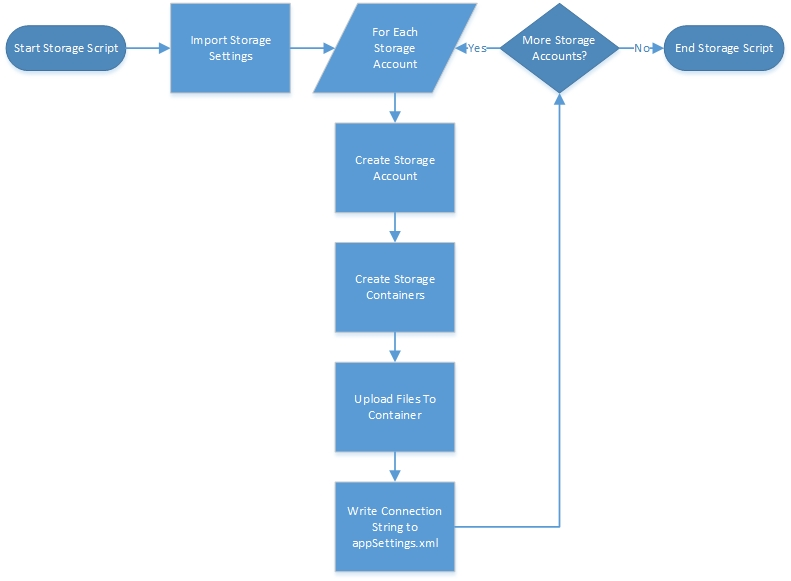 Start Storage Script
Import Storage
Settings
For Each
Storage
Account
Yes
More Storage
Accounts?
No
End Storage Script
Create Storage
Account
Create Storage
Containers
Upload Files To
Container
Write Connection
String to
appSettings.xml